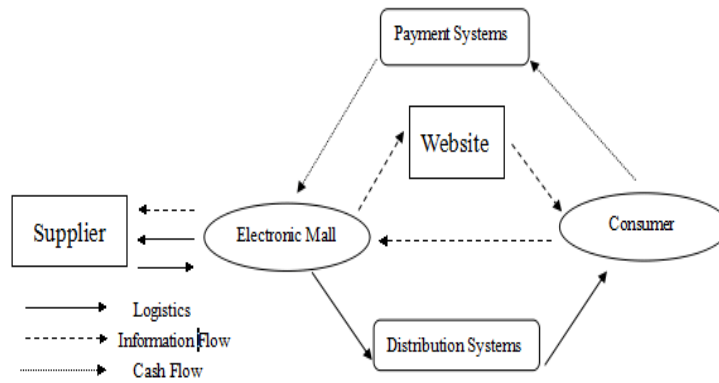 Payment Systems
Website
Supplier
Electronic Mall
Consumer
Logistics
Information Flow
Distribution Systems
Cash Flow